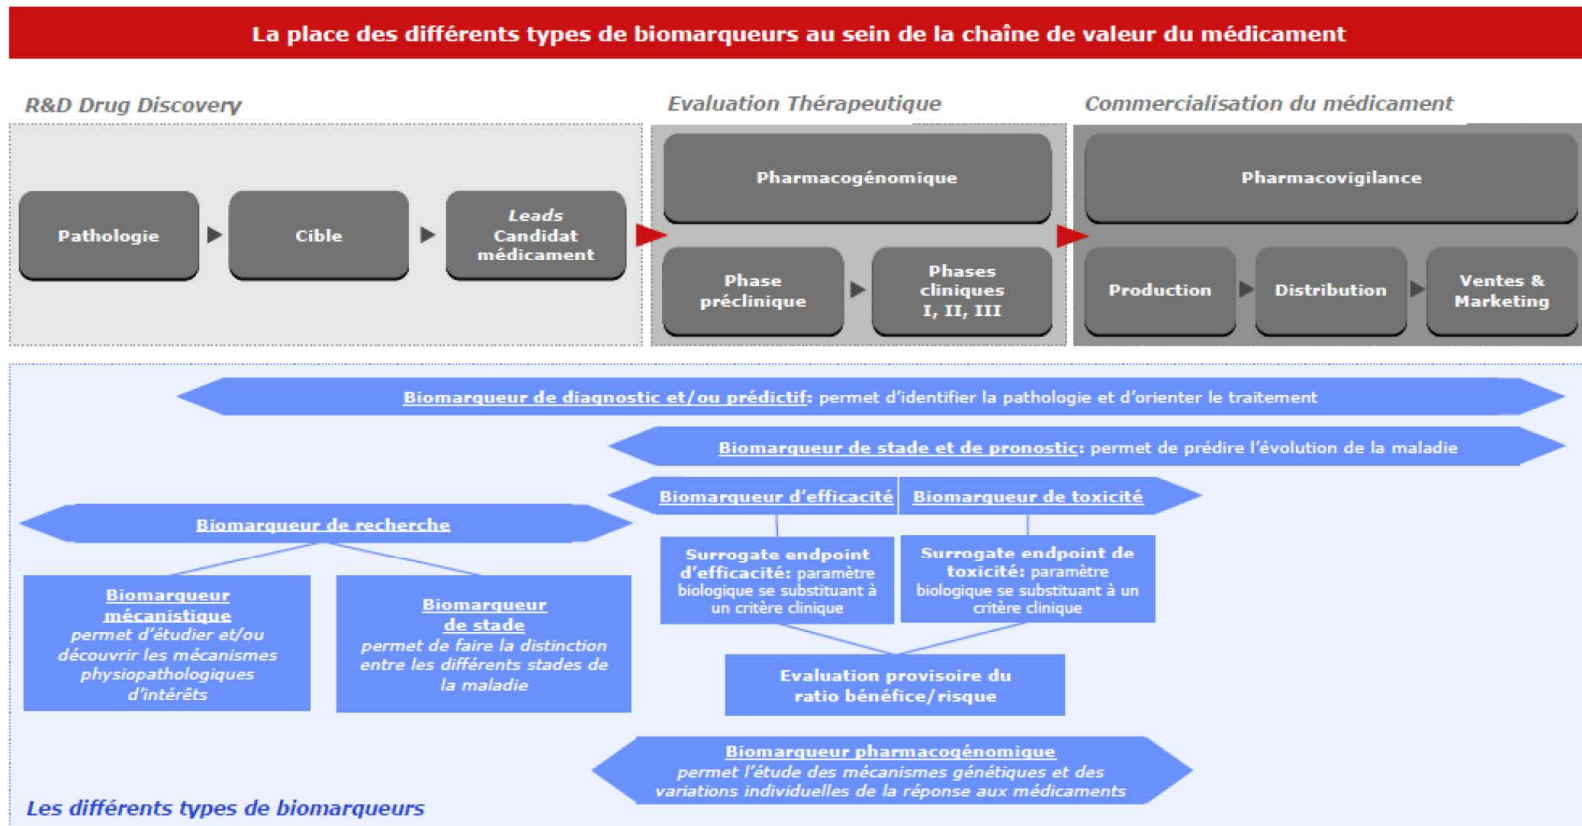 La place des différents types de biomarqueurs au sein de la chaîne de valeur du médicament
R&D Drug Discovery
Evaluation Thérapeutique
Commercialisation du médicament
Pathologie
Cible
Leads
Candidat
médicament
Pharmacogénomique
Phase
préclinique
Phases
cliniques
I, II, III
Pharmacovigilance
Production
Distribution
Ventes &
Marketing
Biomarqueur de diagnostic et/ou prédictif: permet d'identifier la pathologie et d'orienter le traitement
Biomarqueur de stade et de pronostic: permet de prédire l'évolution de la maladie
Biomarqueur d'efficacité
Biomarqueur de toxicité
Biomarqueur de recherche
Biomarqueur
mécanistique
permet d'étudier et/ou
découvrir les mécanismes
physiopathologiques
d'intérêts
Biomarqueur
de stade
permet de faire la distinction
entre les différents stades de
la maladie
Surrogate endpoint
d'efficacité: paramètre
biologique se substituant à
un critère clinique
Surrogate endpoint de
toxicité: paramètre
biologique se substituant à un
critère clinique
Evaluation provisoire du
ratio bénéfice/risque
Biomarqueur pharmacogénomique
permet l'étude des mécanismes génétiques et des
variations individuelles de la réponse aux médicaments
Les différents types de biomarqueurs